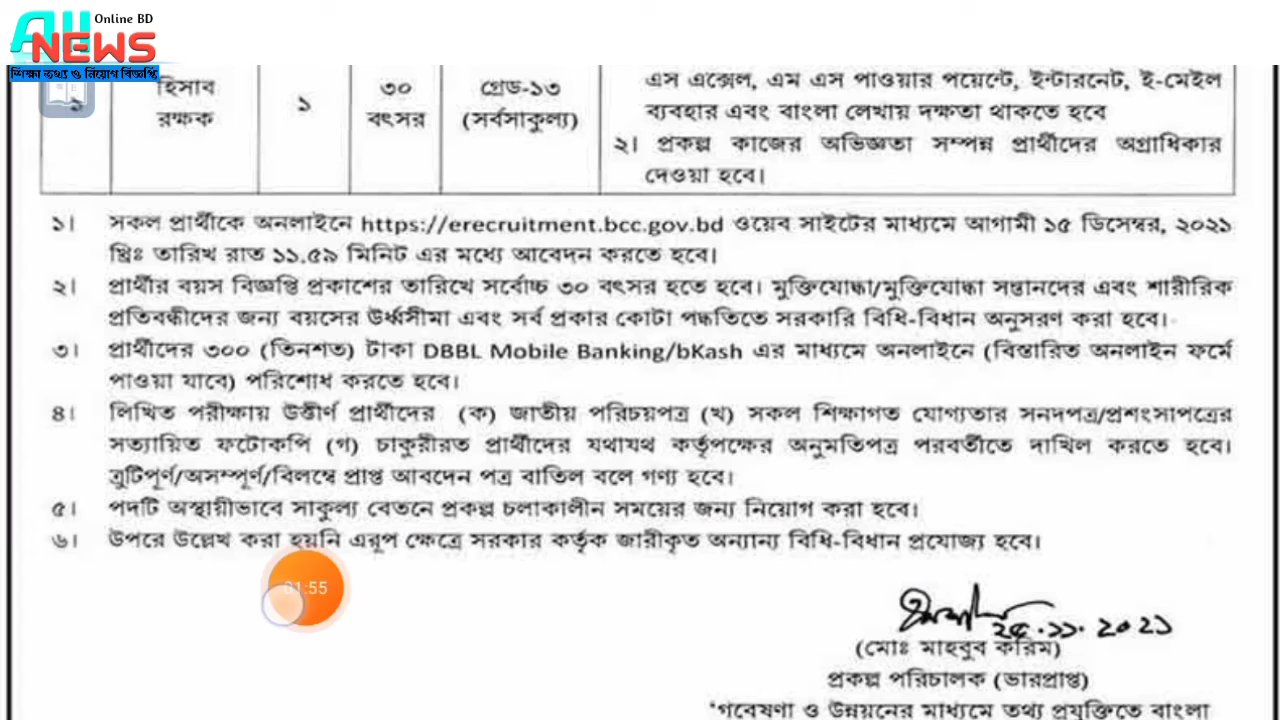 All Online BD
NEWS
শিক্ষা তথ্য ও নিয়োগ বিজ্ঞপ্তি
১ হিসাব রক্ষক ১ ৩০ বৎসর গ্রেড-১৩ (সর্বসাকুল্য)
এস এক্সেল, এম এস পাওয়ার পয়েন্টে, ইন্টারনেট, ই-মেইল
ব্যবহার এবং বাংলা লেখায় দক্ষতা থাকতে হবে
২। প্রকল্প কাজের অভিজ্ঞতা সম্পন্ন প্রার্থীদের অগ্রাধিকার
দেওয়া হবে।
১। সকল প্রার্থীকে অনলাইনে https://erecruitment.bcc.gov.bd ওয়েব সাইটের মাধ্যমে আগামী ১৫ ডিসেম্বর, ২০২১
খ্রিঃ তারিখ রাত ১১.৫৯ মিনিট এর মধ্যে আবেদন করতে হবে।
২। প্রার্থীর বয়স বিজ্ঞপ্তি প্রকাশের তারিখে সর্বোচ্চ ৩০ বৎসর হতে হবে। মুক্তিযোদ্ধা/মুক্তিযোদ্ধা সন্তানদের এবং শারীরিক
প্রতিবন্ধীদের জন্য বয়সের উর্ধ্বসীমা এবং সর্ব প্রকার কোটা পদ্ধতিতে সরকারি বিধি-বিধান অনুসরণ করা হবে।
৩। প্রার্থীদের ৩০০ (তিনশত) টাকা DBBL Mobile Banking/bKash এর মাধ্যমে অনলাইনে (বিস্তারিত অনলাইন ফর্মে
পাওয়া যাবে) পরিশোধ করতে হবে।
৪। লিখিত পরীক্ষায় উত্তীর্ণ প্রার্থীদের (ক) জাতীয় পরিচয়পত্র (খ) সকল শিক্ষাগত যোগ্যতার সনদপত্র/প্রশংসাপত্রের
সত্যায়িত ফটোকপি (গ) চাকুরীরত প্রার্থীদের যথাযথ কর্তৃপক্ষের অনুমতিপত্র পরবর্তীতে দাখিল করতে হবে।
ত্রুটিপূর্ণ/অসম্পূর্ণ/বিলম্বে প্রাপ্ত আবদেন পত্র বাতিল বলে গণ্য হবে।
৫। পদটি অস্থায়ীভাবে সাকুল্য বেতনে প্রকল্প চলাকালীন সময়ের জন্য নিয়োগ করা হবে।
৬। উপরে উল্লেখ করা হয়নি এরূপ ক্ষেত্রে সরকার কর্তৃক জারীকৃত অন্যান্য বিধি-বিধান প্রযোজ্য হবে।
01:55
২৫.১১.২০২১
(মোঃ মাহবুব করিম)
প্রকল্প পরিচালক (ভারপ্রাপ্ত)
‘গবেষণা ও উন্নয়নের মাধ্যমে তথ্য প্রযুক্তিতে বাংলা